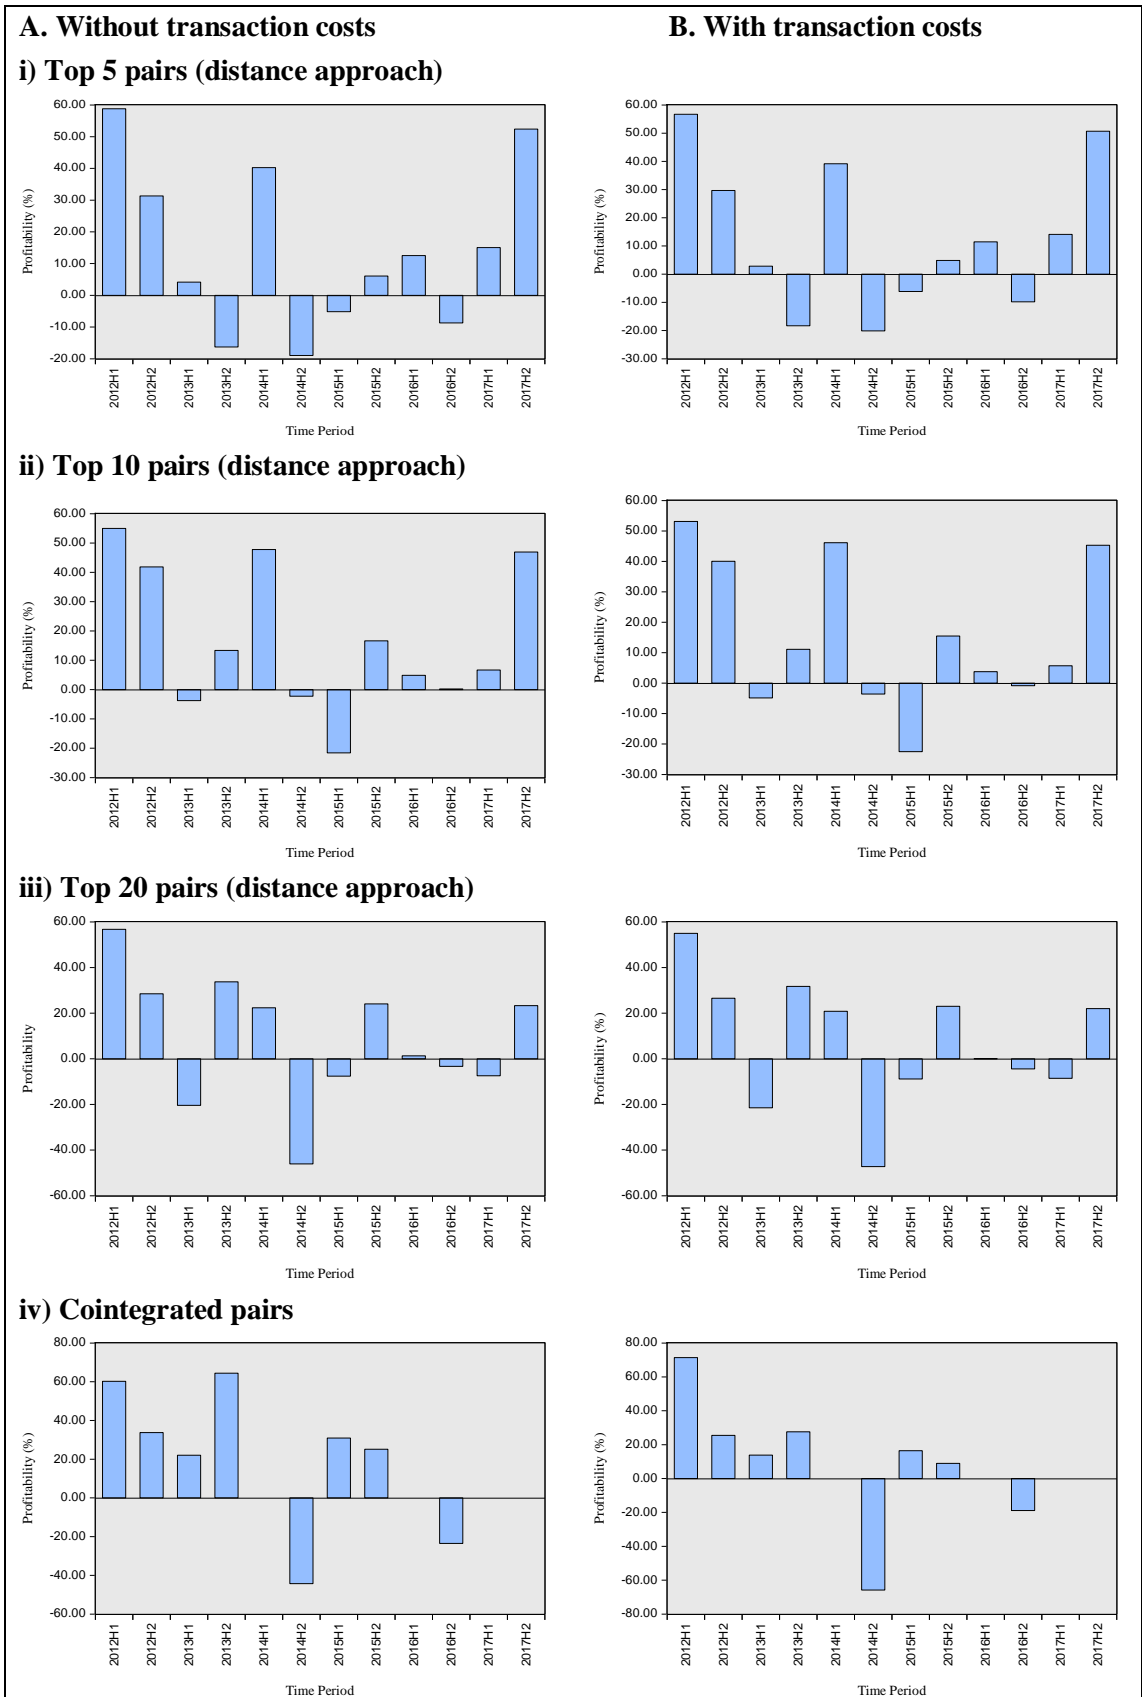 A. Without transaction costs
B. With transaction costs
i) Top 5 pairs (distance approach)
60.00
50.00
40.00
30.00
20.00
10.00
0.00
-10.00
-20.00
Profitability (%)
2012H1
2012H2
2013H1
2013H2
2014H1
2014H2
2015H1
2015H2
2016H1
2016H2
2017H1
2017H2
Time Period
60.00
50.00
40.00
30.00
20.00
10.00
0.00
-10.00
-20.00
-30.00
Profitability (%)
2012H1
2012H2
2013H1
2013H2
2014H1
2014H2
2015H1
2015H2
2016H1
2016H2
2017H1
2017H2
Time Period
ii) Top 10 pairs (distance approach)
60.00
50.00
40.00
30.00
20.00
10.00
0.00
-10.00
-20.00
-30.00
Profitability (%)
2012H1
2012H2
2013H1
2013H2
2014H1
2014H2
2015H1
2015H2
2016H1
2016H2
2017H1
2017H2
Time Period
60.00
50.00
40.00
30.00
20.00
10.00
0.00
-10.00
-20.00
-30.00
Profitability (%)
2012H1
2012H2
2013H1
2013H2
2014H1
2014H2
2015H1
2015H2
2016H1
2016H2
2017H1
2017H2
Time Period
iii) Top 20 pairs (distance approach)
60.00
40.00
20.00
0.00
-20.00
-40.00
-60.00
Profitability
2012H1
2012H2
2013H1
2013H2
2014H1
2014H2
2015H1
2015H2
2016H1
2016H2
2017H1
2017H2
Time Period
60.00
40.00
20.00
0.00
-20.00
-40.00
-60.00
Profitability (%)
2012H1
2012H2
2013H1
2013H2
2014H1
2014H2
2015H1
2015H2
2016H1
2016H2
2017H1
2017H2
Time Period
iv) Cointegrated pairs
80.00
60.00
40.00
20.00
0.00
-20.00
-40.00
-60.00
Profitability (%)
2012H1
2012H2
2013H1
2013H2
2014H1
2014H2
2015H1
2015H2
2016H1
2016H2
2017H1
2017H2
Time Period
80.00
60.00
40.00
20.00
0.00
-20.00
-40.00
-60.00
-80.00
Profitability (%)
2012H1
2012H2
2013H1
2013H2
2014H1
2014H2
2015H1
2015H2
2016H1
2016H2
2017H1
2017H2
Time Period